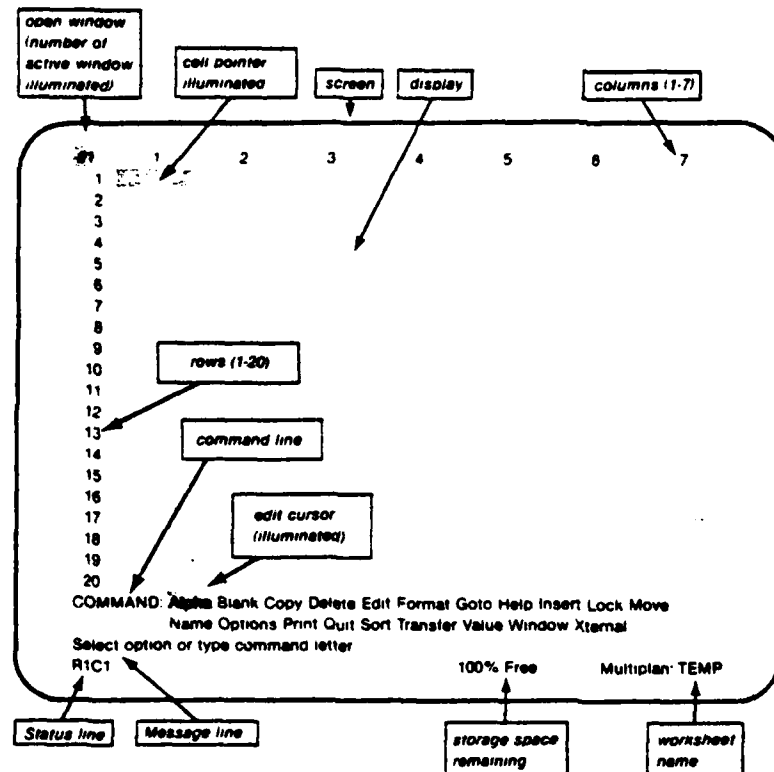 open window
(number of
active window
illuminated)
cell pointer
illuminated
screen
display
columns (1-7)
#1 1 2 3 4 5 6 7
1
2
3
4
5
6
7
8
9
10
11
12
13
14
15
16
17
18
19
20
rows (1-20)
command line
edit cursor
(illuminated)
COMMAND: Alpha Blank Copy Delete Edit Format Goto Help Insert Lock Move
Name Options Print Quit Sort Transfer Value Window Xternal
Select option or type command letter
R1C1 100% Free Multiplan: TEMP
Status line
Message line
storage space
remaining
worksheet
name